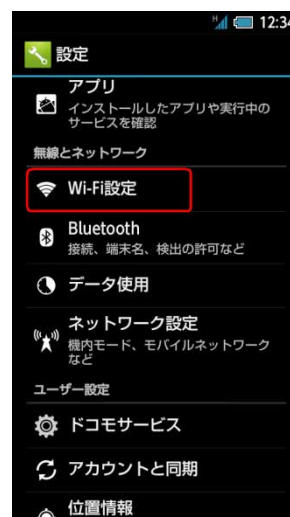 H 12:34
設定
アプリ
インストールしたアプリや実行中の
サービスを確認
無線とネットワーク
Wi-Fi設定
Bluetooth
接続、端末名、検出の許可など
データ使用
ネットワーク設定
機内モード、モバイルネットワーク
など
ユーザー設定
ドコモサービス
アカウントと同期
位置情報